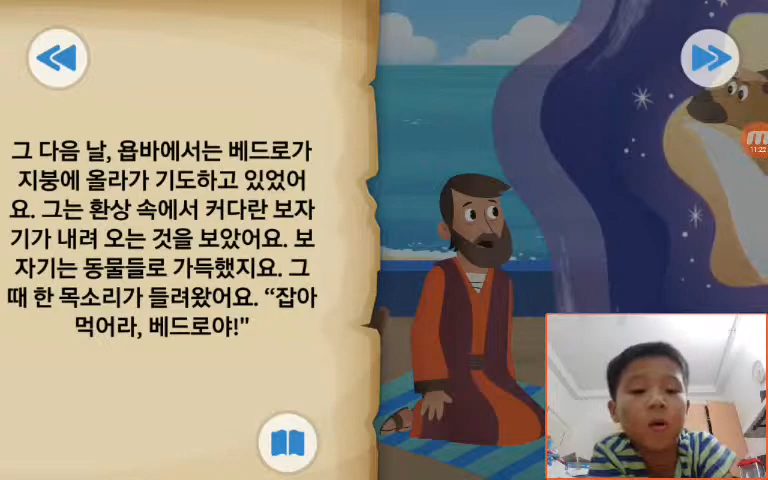 그 다음 날, 욥바에서는 베드로가
지붕에 올라가 기도하고 있었어
요. 그는 환상 속에서 커다란 보자
기가 내려 오는 것을 보았어요. 보
자기는 동물들로 가득했지요. 그
때 한 목소리가 들려왔어요. “잡아
먹어라, 베드로야!"
11:22